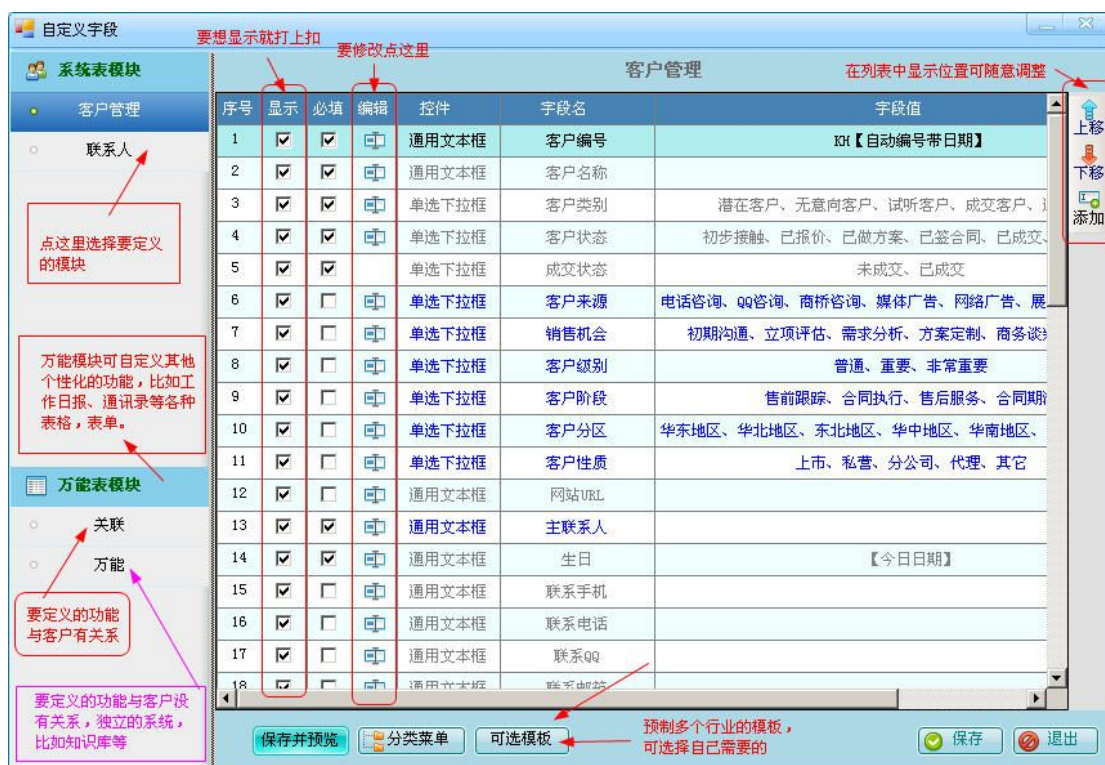 自定义字段
要想显示就打上扣
要修改点这里
系统表模块
客户管理
在列表中显示位置可随意调整
客户管理
联系人
点这里选择要定义
的模块
万能模块可自定义其他
个性化的功能，比如工
作日报、通讯录等各种
表格，表单。
万能表模块
关联
万能
要定义的功能
与客户有关系
要定义的功能与客户没
有关系，独立的系统，
比如知识库等
序号 显示 必填 编辑 控件 字段名 字段值
1 通用文本框 客户编号 KH【自动编号带日期】
2 通用文本框 客户名称
3 单选下拉框 客户类别 潜在客户、无意向客户、试听客户、成交客户、
4 单选下拉框 客户状态 初步接触、已报价、已做方案、已签合同、已成交、
5 单选下拉框 成交状态 未成交、已成交
6 单选下拉框 客户来源 电话咨询、QQ咨询、商桥咨询、媒体广告、网络广告、展
7 单选下拉框 销售机会 初期沟通、立项评估、需求分析、方案定制、商务谈
8 单选下拉框 客户级别 普通、重要、非常重要
9 单选下拉框 客户阶段 售前跟踪、合同执行、售后服务、合同期
10 单选下拉框 客户分区 华东地区、华北地区、东北地区、华中地区、华南地区、
11 单选下拉框 客户性质 上市、私营、分公司、代理、其它
12 通用文本框 网站URL
13 通用文本框 主联系人
14 通用文本框 生日 【今日日期】
15 通用文本框 联系手机
16 通用文本框 联系电话
17 通用文本框 联系QQ
18 通用文本框 联系邮箱
上移
下移
添加
保存并预览 分类菜单 可选模板
预制多个行业的模板，
可选择自己需要的
保存 退出